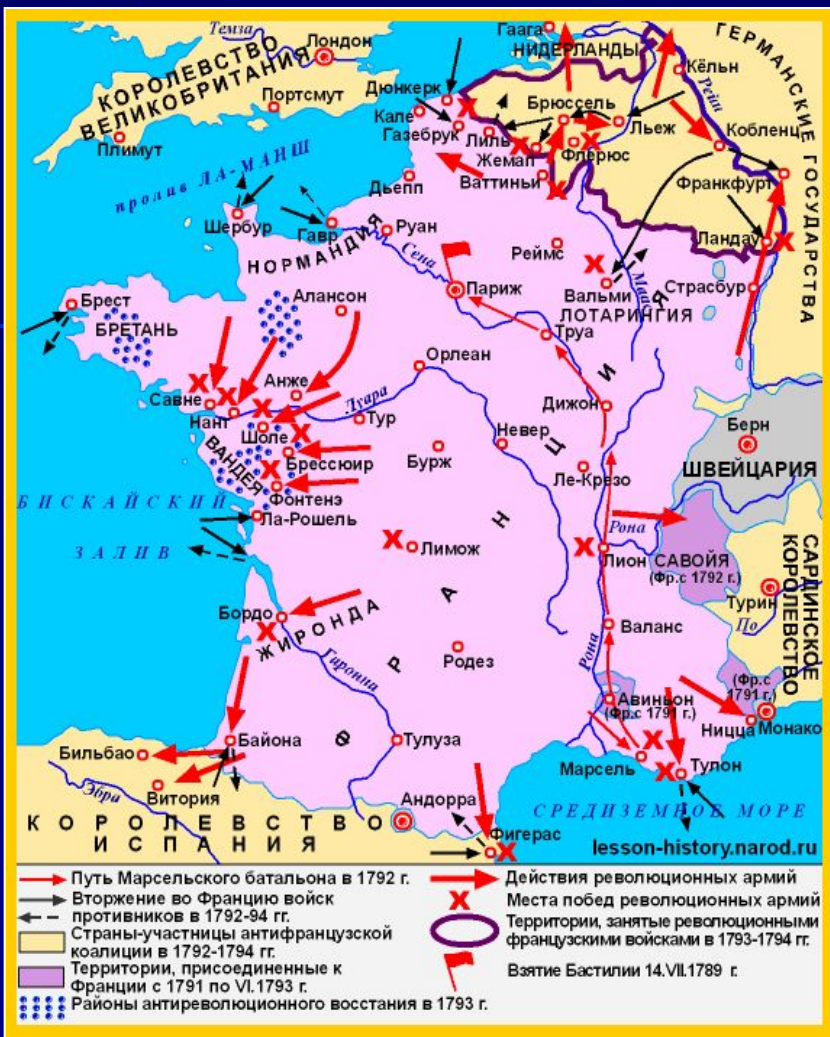 Темза
Лондон
КОРОЛЕВСТВО
ВЕЛИКОБРИТАНИЯ
Портсмут
Плимут
пролив ЛА-МАНШ
Гаага
НИДЕРЛАНДЫ
ГЕРМАНСКИЕ ГОСУДАРСТВА
Кёльн
Рейн
Дюнкерк
Кале
Газебрук
Лиль
Брюссель
Льеж
Кобленц
Жемап
Флерюс
Ваттиньи
Франкфурт
Ландау
Дьепп
Шербур
Гавр
Руан
НОРМАНДИЯ
Сена
Реймс
Париж
Вальми
Маас
ЛОТАРИНГИЯ
Страсбур
Брест
БРЕТАНЬ
Алансон
Труа
Орлеан
Савне
Нант
Анже
Луара
Тур
Дижон
Берн
ШВЕЙЦАРИЯ
Шоле
ВАНДЕЯ
Брессюир
Фонтенэ
Бурж
Невер
Ле-Крезо
БИСКАЙСКИЙ
ЗАЛИВ
Ла-Рошель
Лимож
Лион
Рона
САВОЙЯ
(Фр.с 1792 г.)
САРДИНСКОЕ
КОРОЛЕВСТВО
Турин
По
Бордо
ЖИРОНДА
Гаронна
ФРАНЦИЯ
Родез
Валанс
Рона
Авиньон
(Фр.с 1791 г.)
(Фр.с
1791 г.)
Ницца
Монако
Бильбао
Байона
Тулуза
Марсель
Тулон
Витория
Эбра
Андорра
СРЕДИЗЕМНОЕ МОРЕ
КОРОЛЕВСТВО
ИСПАНИЯ
Фигерас
lesson-history.narod.ru
Путь Марсельского батальона в 1792 г.
Вторжение во Францию войск
противников в 1792-94 гг.
Страны-участницы антифранцузской
коалиции в 1792-1794 гг.
Территории, присоединенные к
Франции с 1791 по VI.1793 г.
Районы антиреволюционного восстания в 1793 г.
Действия революционных армий
Места побед революционных армий
Территории, занятые революционными
французскими войсками в 1793-1794 гг.
Взятие Бастилии 14.VII.1789 г.